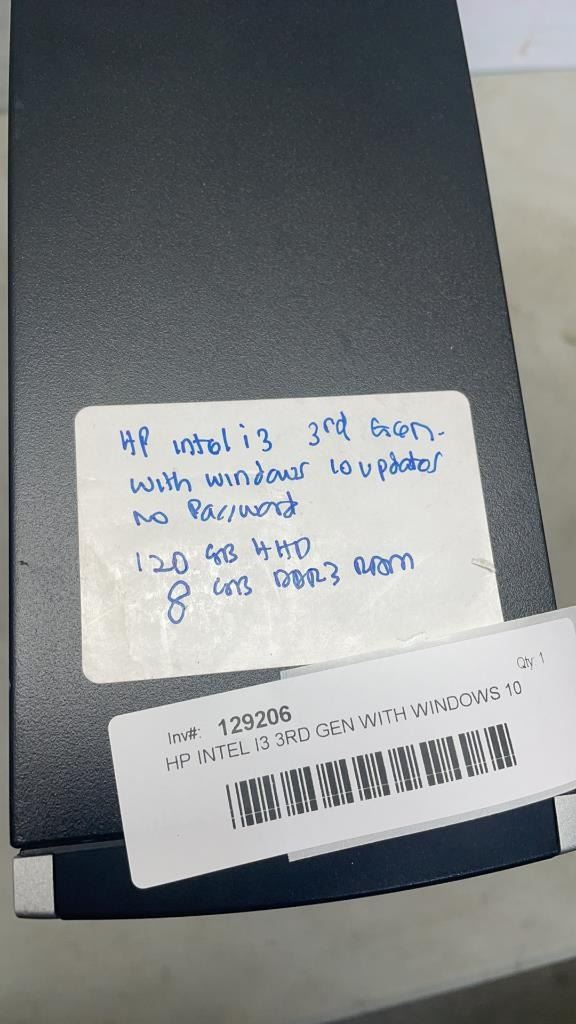 HP intel i3 3rd Gen.
with windows 10 updates
No Password
120 GB HHD
8 GB DDR3 RAM
Qty: 1
Inv#: 129206
HP INTEL I3 3RD GEN WITH WINDOWS 10